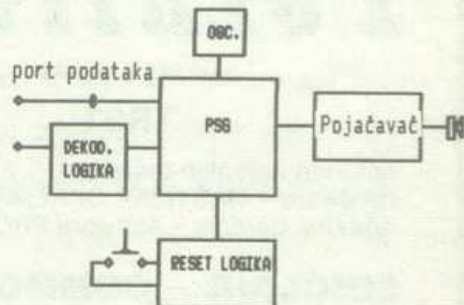 OSC.
port podataka
PSG
Pojačavač
DEKOD.
LOGIKA
RESET LOGIKA